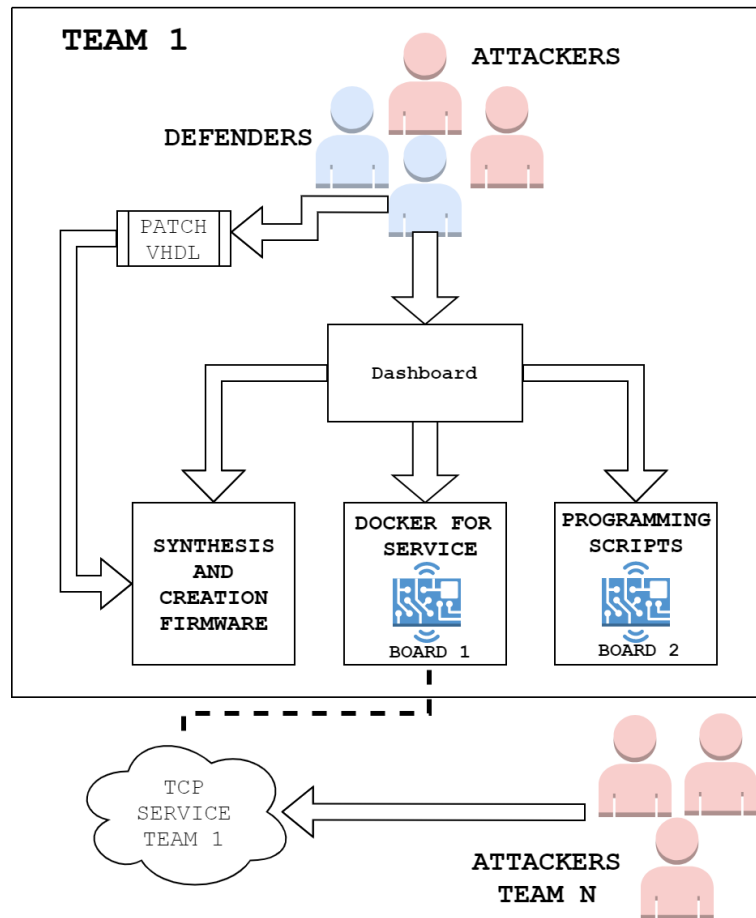 TEAM 1
ATTACKERS
DEFENDERS
PATCH
VHDL
Dashboard
SYNTHESIS
AND
CREATION
FIRMWARE
DOCKER FOR
SERVICE
BOARD 1
PROGRAMMING
SCRIPTS
BOARD 2
TCP
SERVICE
TEAM 1
ATTACKERS
TEAM N